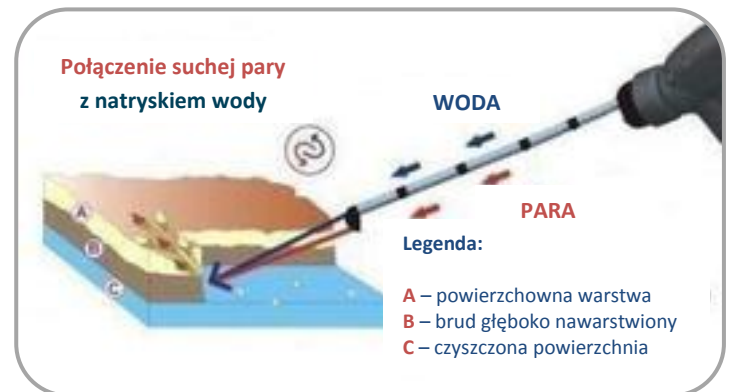 Połączenie suchej pary
z natryskiem wody
WODA
PARA
Legenda:
A – powierzchowna warstwa
B – brud głęboko nawarstwiony
C – czyszczona powierzchnia
A
B
C